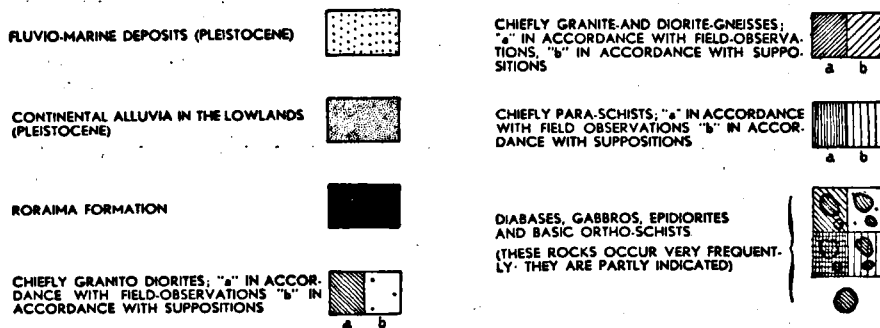 FLUVIO-MARINE DEPOSITS (PLEISTOCENE)
CONTINENTAL ALLUVIA IN THE LOWLANDS
(PLEISTOCENE)
RORAIMA FORMATION
CHIEFLY GRANITO DIORITES; "a" IN ACCOR-
DANCE WITH FIELD-OBSERVATIONS "b" IN
ACCORDANCE WITH SUPPOSITIONS
a b
CHIEFLY GRANITE-AND DIORITE-GNEISSES;
"a" IN ACCORDANCE WITH FIELD-OBSERVA-
TIONS, "b" IN ACCORDANCE WITH SUPPO-
SITIONS
a b
CHIEFLY PARA-SCHISTS; "a" IN ACCORDANCE
WITH FIELD OBSERVATIONS "b" IN ACCOR-
DANCE WITH SUPPOSITIONS
a b
DIABASES, GABBROS, EPIDIORITES
AND BASIC ORTHO-SCHISTS
(THESE ROCKS OCCUR VERY FREQUENT-
LY· THEY ARE PARTLY INDICATED)